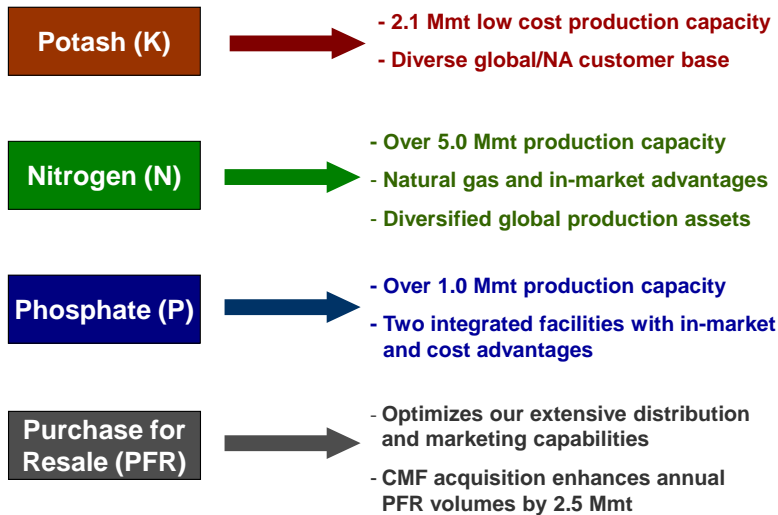 Potash (K)
- 2.1 Mmt low cost production capacity
- Diverse global/NA customer base
Nitrogen (N)
- Over 5.0 Mmt production capacity
- Natural gas and in-market advantages
- Diversified global production assets
Phosphate (P)
- Over 1.0 Mmt production capacity
- Two integrated facilities with in-market
and cost advantages
Purchase for
Resale (PFR)
- Optimizes our extensive distribution
and marketing capabilities
- CMF acquisition enhances annual
PFR volumes by 2.5 Mmt